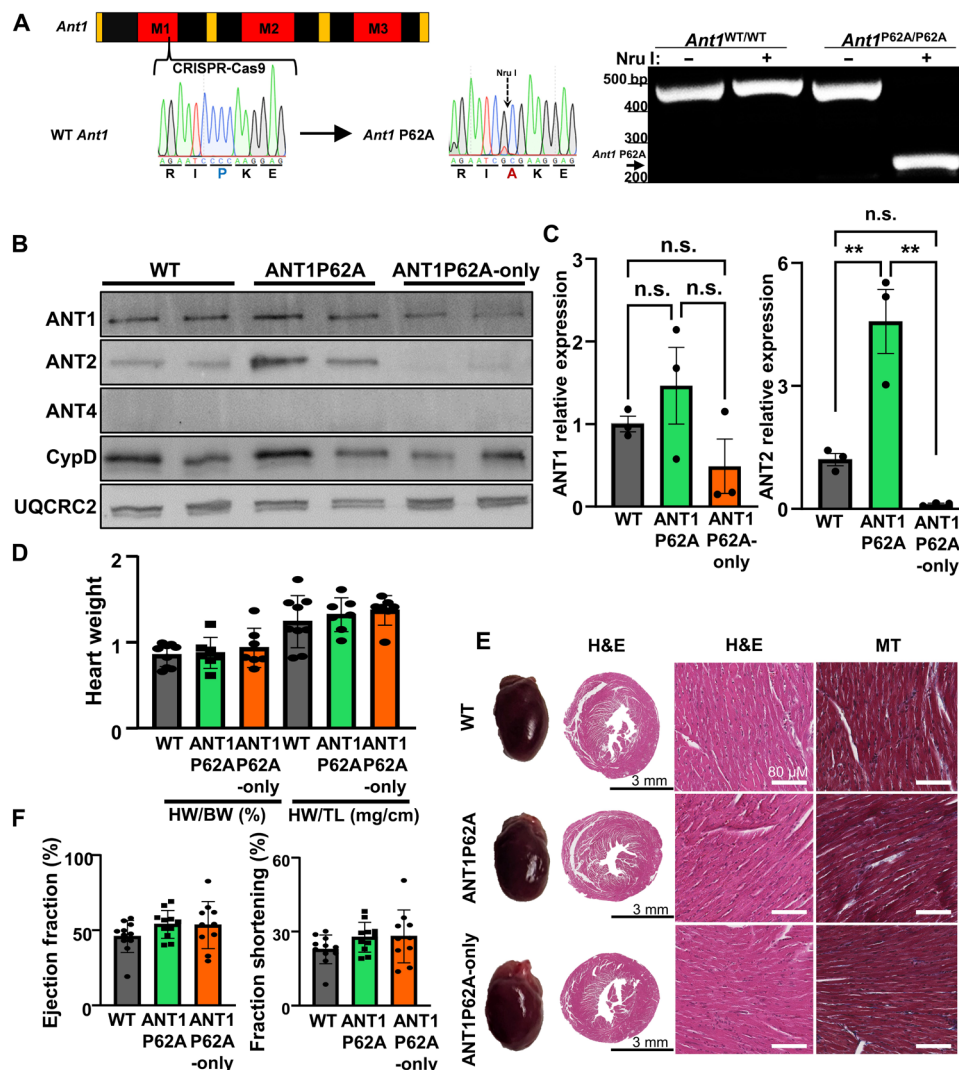 A
Ant1
M1
M2
M3
CRISPR-Cas9
WT Ant1
AGAATCCCCAAGGAG
R I P K E
Ant1 P62A
Nru I
AGAATCGCGAAGGAG
R I A K E
Ant1WT/WT
Ant1P62A/P62A
Nru I: – + – +
500 bp
400
300
Ant1 P62A
200
B
WT
ANT1P62A
ANT1P62A-only
ANT1
ANT2
ANT4
CypD
UQCRC2
C
ANT1 relative expression
3
2
1
0
n.s.
n.s.
n.s.
WT
ANT1 P62A
ANT1 P62A-only
ANT2 relative expression
6
3
0
n.s.
**
**
WT
ANT1 P62A
ANT1 P62A -only
D
Heart weight
2
1
0
WT
ANT1 P62A
ANT1 P62A -only
WT
ANT1 P62A
ANT1 P62A -only
HW/BW (%)
HW/TL (mg/cm)
E
H&E
H&E
MT
WT
3 mm
80 µM
ANT1P62A
3 mm
ANT1P62A-only
3 mm
F
Ejection fraction (%)
100
50
0
WT
ANT1 P62A
ANT1 P62A -only
Fraction shortening (%)
60
30
0
WT
ANT1 P62A
ANT1 P62A -only